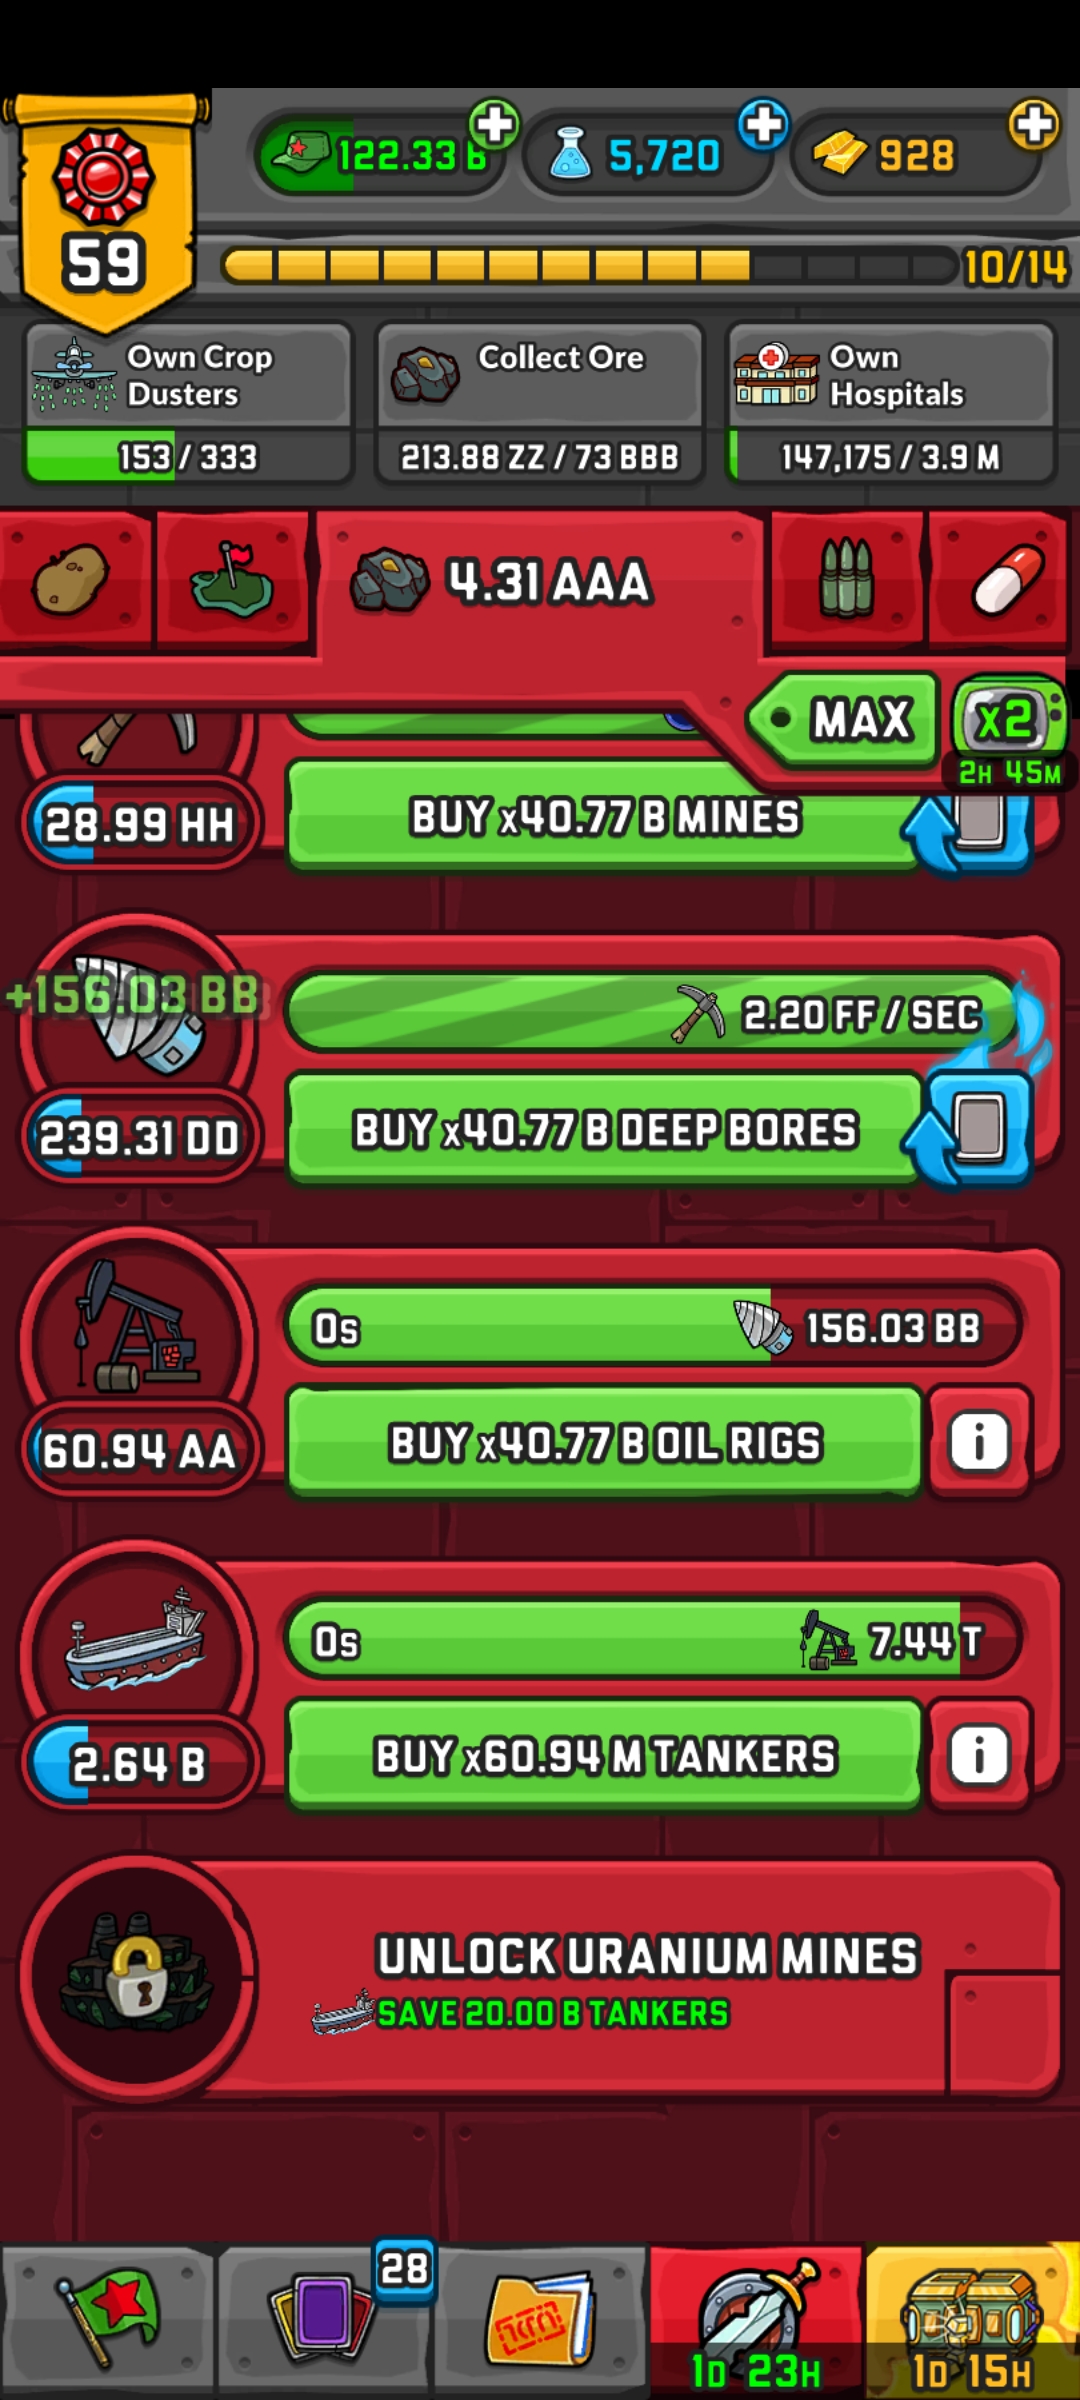 122.33 B
5,720
928
59
10/14
Own Crop
Dusters
153 / 333
Collect Ore
213.88 ZZ / 73 BBB
Own
Hospitals
147,175 / 3.9 M
4.31 AAA
MAX
x2
2H 45M
28.99 HH
BUY x40.77 B MINES
+156.03 BB
2.20 FF / SEC
239.31 DD
BUY x40.77 B DEEP BORES
0s
156.03 BB
60.94 AA
BUY x40.77 B OIL RIGS
i
0s
7.44 T
2.64 B
BUY x60.94 M TANKERS
i
UNLOCK URANIUM MINES
SAVE 20.00 B TANKERS
28
1D 23H
1D 15H